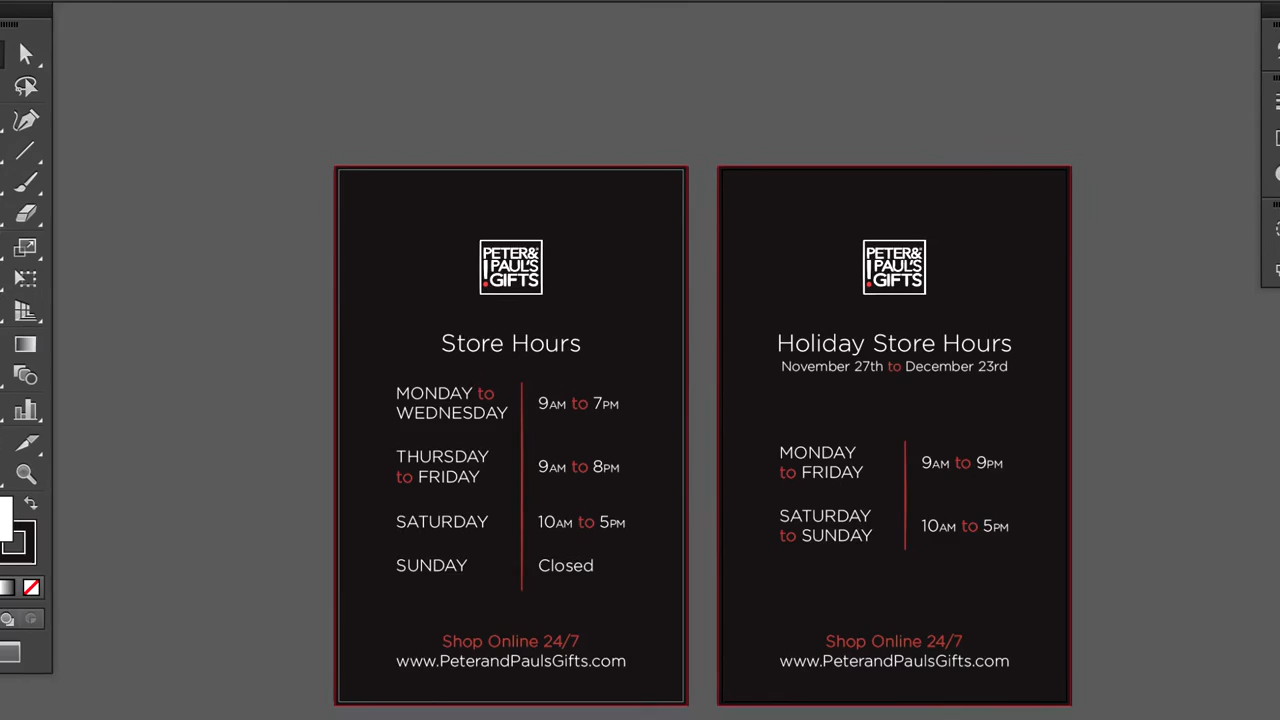 PETER&
PAUL'S
GIFTS
Store Hours
MONDAY to
WEDNESDAY
9AM to 7PM
THURSDAY
to FRIDAY
9AM to 8PM
SATURDAY
10AM to 5PM
SUNDAY
Closed
Shop Online 24/7
www.PeterandPaulsGifts.com
PETER&
PAUL'S
GIFTS
Holiday Store Hours
November 27th to December 23rd
MONDAY
to FRIDAY
9AM to 9PM
SATURDAY
to SUNDAY
10AM to 5PM
Shop Online 24/7
www.PeterandPaulsGifts.com